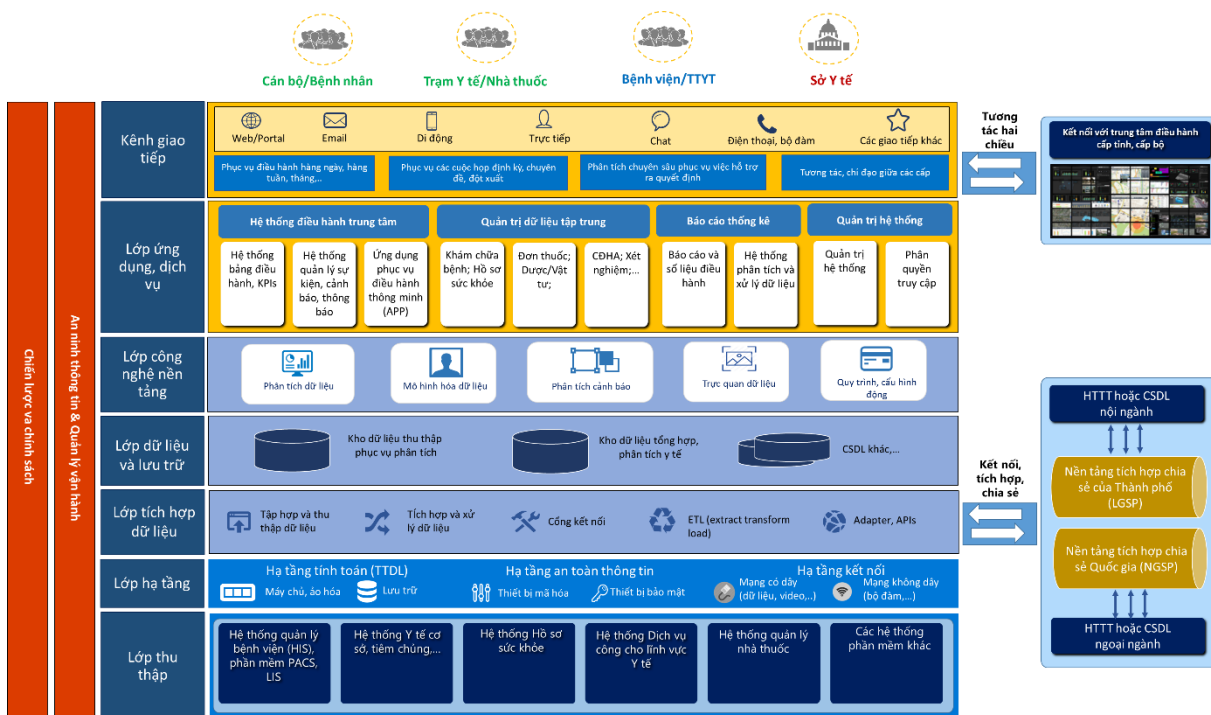 Cán bộ/Bệnh nhân
Trạm Y tế/Nhà thuốc
Bệnh viện/TTYT
Sở Y tế
Chiến lược va chính sách
An ninh thông tin & Quản lý vận hành
Kênh giao
tiếp
Web/Portal
Email
Di động
Trực tiếp
Chat
Điện thoại, bộ đàm
Các giao tiếp khác
Phục vụ điều hành hàng ngày, hàng
tuần, tháng,...
Phục vụ các cuộc họp định kỳ, chuyên
đề, đột xuất
Phân tích chuyên sâu phục vụ việc hỗ trợ
ra quyết định
Tương tác, chỉ đạo giữa các cấp
Tương
tác hai
chiều
Kết nối với trung tâm điều hành
cấp tỉnh, cấp bộ
Lớp ứng
dụng, dịch
vụ
Hệ thống điều hành trung tâm
Quản trị dữ liệu tập trung
Báo cáo thống kê
Quản trị hệ thống
Hệ thống
bảng điều
hành, KPIs
Hệ thống
quản lý sự
kiện, cảnh
báo, thông
báo
Ứng dụng
phục vụ
điều hành
thông minh
(APP)
Khám chữa
bệnh; Hồ sơ
sức khỏe
Đơn thuốc;
Dược/Vật
tư;
CĐHA; Xét
nghiệm;...
Báo cáo và
số liệu điều
hành
Hệ thống
phân tích và
xử lý dữ liệu
Quản trị
hệ thống
Phân
quyền
truy cập
Lớp công
nghệ nền
tảng
Phân tích dữ liệu
Mô hình hóa dữ liệu
Phân tích cảnh báo
Trực quan dữ liệu
Quy trình, cấu hình
động
Lớp dữ liệu
và lưu trữ
Kho dữ liệu thu thập
phục vụ phân tích
Kho dữ liệu tổng hợp,
phân tích y tế
CSDL khác,...
Lớp tích hợp
dữ liệu
Tập hợp và thu
thập dữ liệu
Tích hợp và xử
lý dữ liệu
Cổng kết nối
ETL (extract transform
load)
Adapter, APIs
Kết nối,
tích hợp,
chia sẻ
HTTT hoặc CSDL
nội ngành
Nền tảng tích hợp chia
sẻ của Thành phố
(LGSP)
Nền tảng tích hợp chia
sẻ Quốc gia (NGSP)
HTTT hoặc CSDL
ngoại ngành
Lớp hạ tầng
Hạ tầng tính toán (TTDL)
Máy chủ, ảo hóa
Lưu trữ
Hạ tầng an toàn thông tin
Thiết bị mã hóa
Thiết bị bảo mật
Hạ tầng kết nối
Mạng có dây
(dữ liệu, video,..)
Mạng không dây
(bộ đàm,...)
Lớp thu
thập
Hệ thống quản lý
bệnh viện (HIS),
phần mềm PACS,
LIS
Hệ thống Y tế cơ
sở, tiêm chủng,...
Hệ thống Hồ sơ
sức khỏe
Hệ thống Dịch vụ
công cho lĩnh vực
Y tế
Hệ thống quản lý
nhà thuốc
Các hệ thống
phần mềm khác